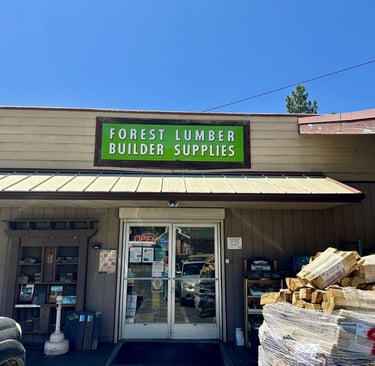 FOREST LUMBER
BUILDER SUPPLIES
OPEN